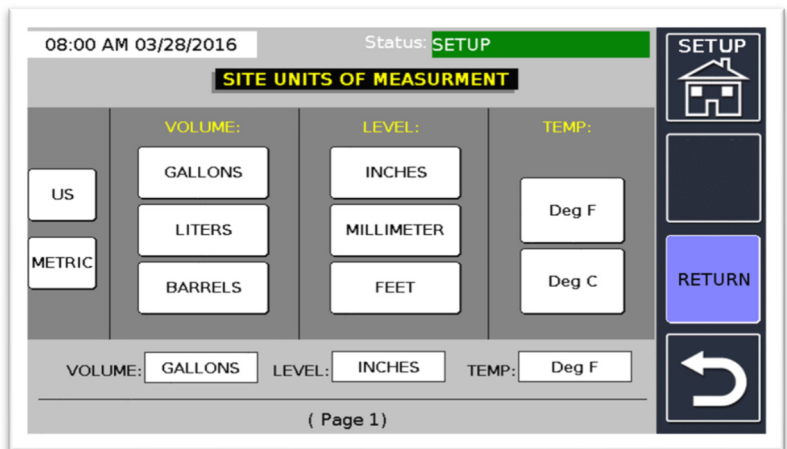 08:00 AM 03/28/2016 Status: SETUP
SITE UNITS OF MEASURMENT
VOLUME: LEVEL: TEMP:
US
METRIC
GALLONS
LITERS
BARRELS
INCHES
MILLIMETER
FEET
Deg F
Deg C
VOLUME: GALLONS LEVEL: INCHES TEMP: Deg F
( Page 1)
SETUP
RETURN